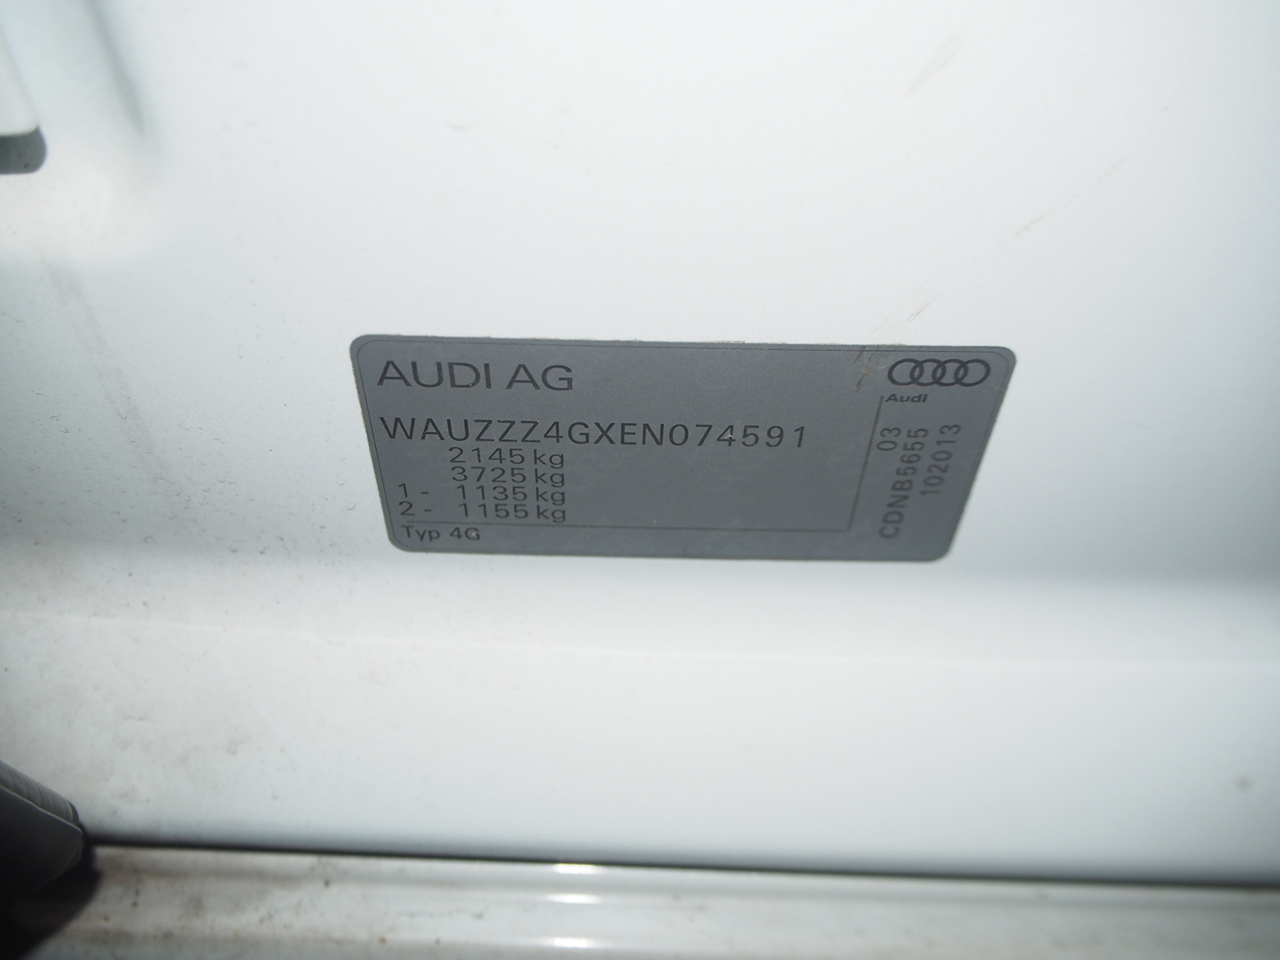 AUDI AG
Audi
WAUZZZ4GXEN074591
2145 kg
3725 kg
1 - 1135 kg
2 - 1155 kg
Typ 4G
03
CDNB5655
102013